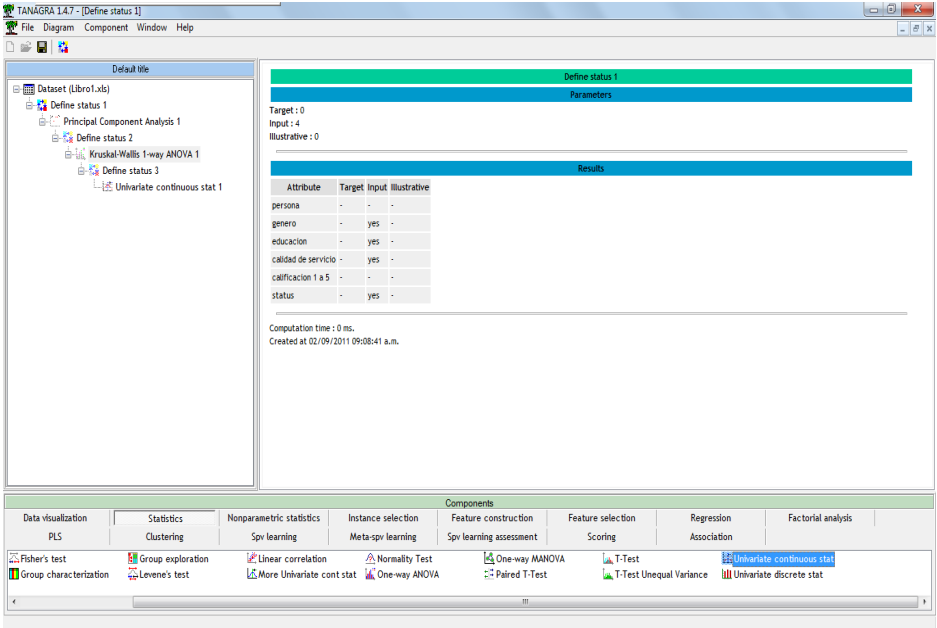 TANAGRA 1.4.7 - [Define status 1]
File Diagram Component Window Help
Default title
Dataset (Libro1.xls)
Define status 1
Principal Component Analysis 1
Define status 2
Kruskal-Wallis 1-way ANOVA 1
Define status 3
Univariate continuous stat 1
Define status 1
Parameters
Target : 0
Input : 4
Illustrative : 0
Results
Attribute Target Input Illustrative
persona - - -
genero - yes -
educacion - yes -
calidad de servicio - yes -
calificacion 1 a 5 - - -
status - yes -
Computation time : 0 ms.
Created at 02/09/2011 09:08:41 a.m.
Components
Data visualization Statistics Nonparametric statistics Instance selection Feature construction Feature selection Regression Factorial analysis
PLS Clustering Spv learning Meta-spv learning Spv learning assessment Scoring Association
Fisher's test Group exploration Linear correlation Normality Test One-way MANOVA T-Test Univariate continuous stat
Group characterization Levene's test More Univariate cont stat One-way ANOVA Paired T-Test T-Test Unequal Variance Univariate discrete stat